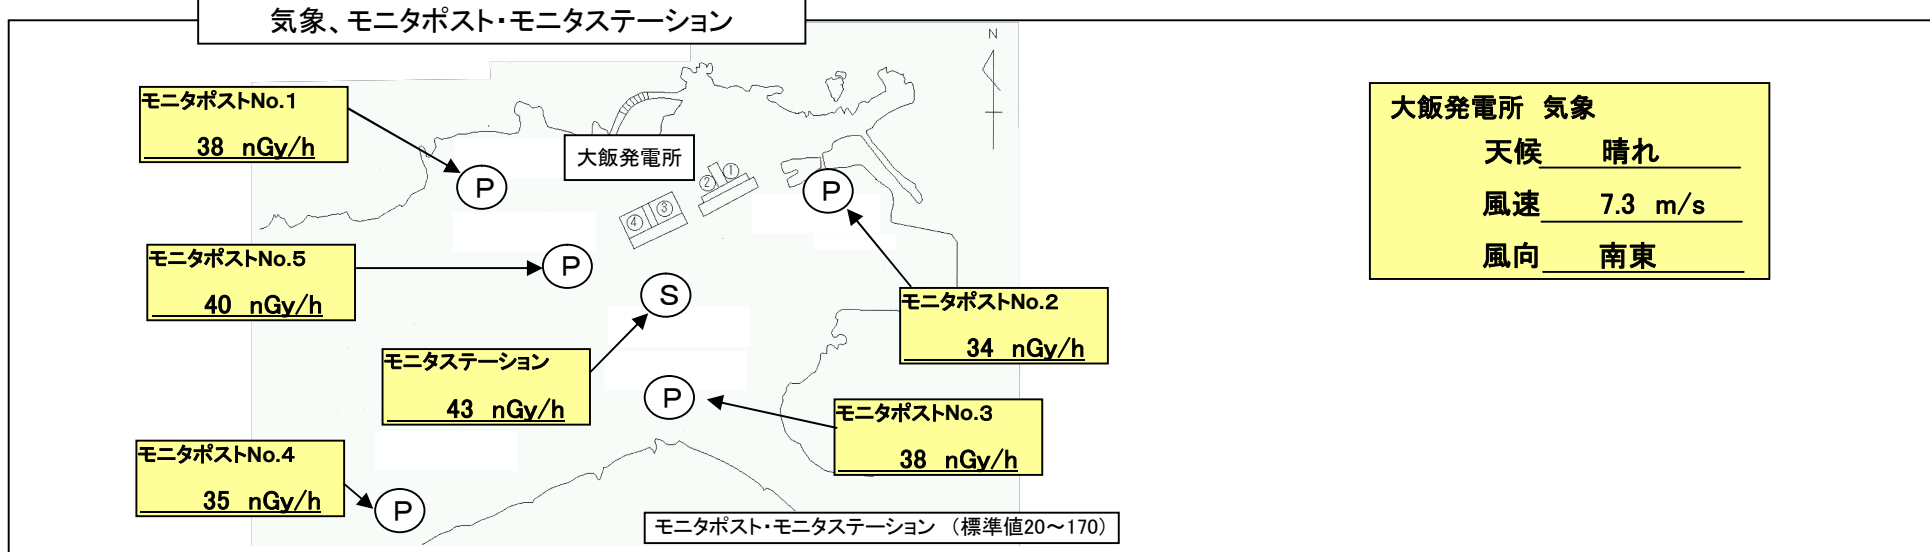 気象、モニタポスト・モニタステーション
N
モニタポストNo.1
38 nGy/h
P
大飯発電所
①
②
③
④
P
大飯発電所 気象
天候 晴れ
風速 7.3 m/s
風向 南東
モニタポストNo.5
40 nGy/h
P
S
モニタポストNo.2
34 nGy/h
モニタステーション
43 nGy/h
P
モニタポストNo.3
38 nGy/h
モニタポストNo.4
35 nGy/h
P
モニタポスト・モニタステーション （標準値20～170）